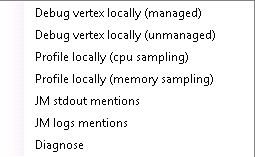 Debug vertex locally (managed)
Debug vertex locally (unmanaged)
Profile locally (cpu sampling)
Profile locally (memory sampling)
JM stdout mentions
JM logs mentions
Diagnose